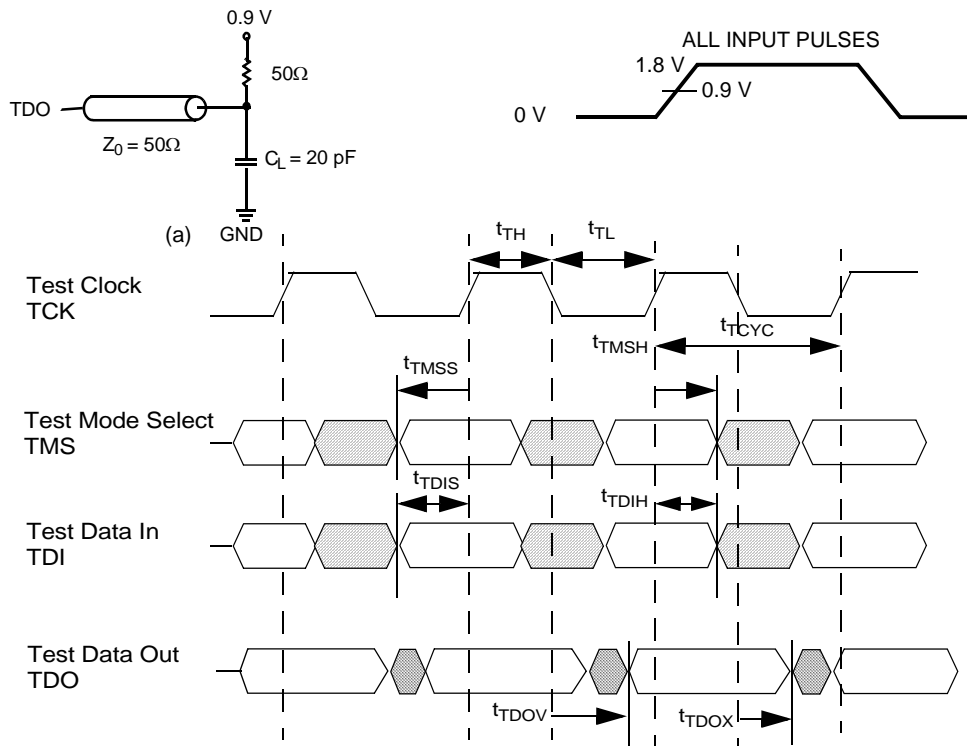 0.9 V
50Ω
TDO
Z0 = 50Ω
CL = 20 pF
(a) GND
ALL INPUT PULSES
1.8 V
0.9 V
0 V
tTH
tTL
Test Clock
TCK
tTCYC
tTMSH
tTMSS
Test Mode Select
TMS
tTDIS
tTDIH
Test Data In
TDI
Test Data Out
TDO
tTDOV
tTDOX